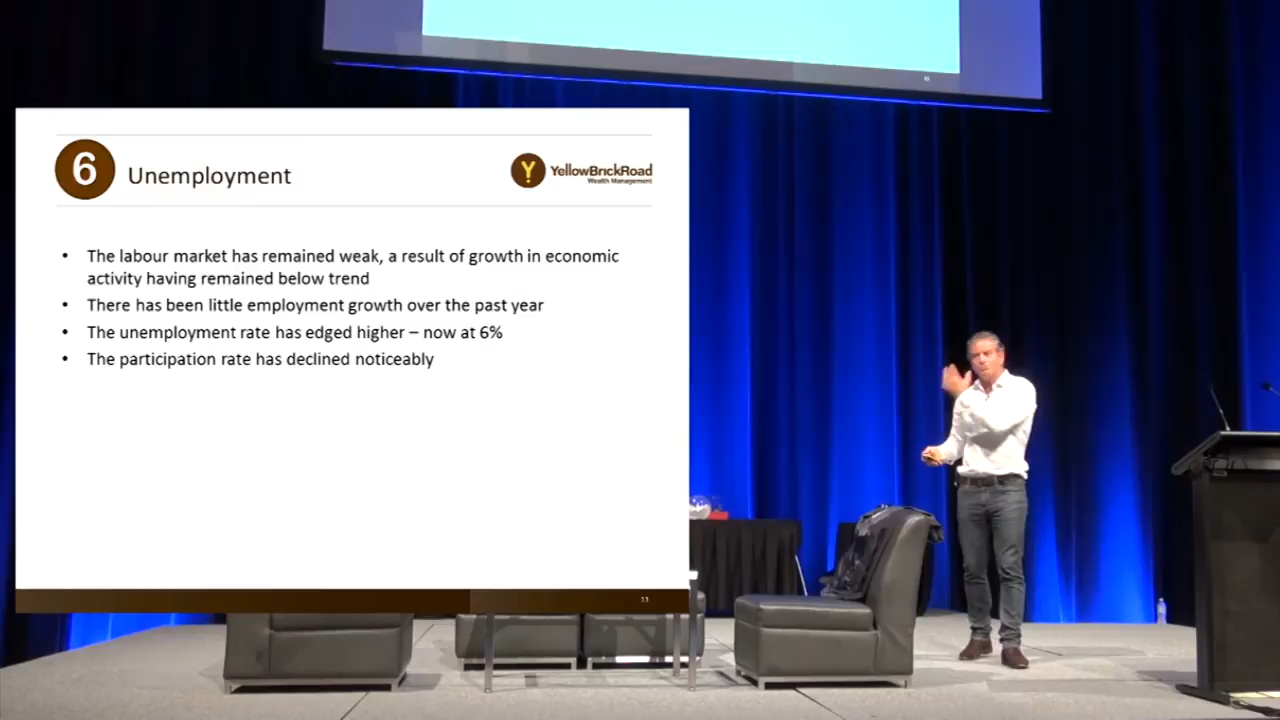 6
Unemployment
Y
YellowBrickRoad
Wealth Management
• The labour market has remained weak, a result of growth in economic
activity having remained below trend
• There has been little employment growth over the past year
• The unemployment rate has edged higher – now at 6%
• The participation rate has declined noticeably